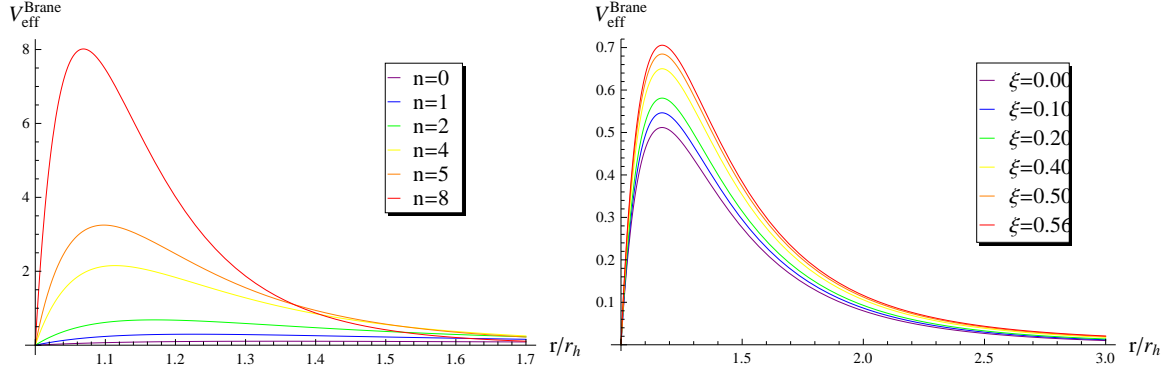 V_eff^Brane
8
6
4
2
1.1 1.2 1.3 1.4 1.5 1.6 1.7
r/r_h
n=0
n=1
n=2
n=4
n=5
n=8
V_eff^Brane
0.7
0.6
0.5
0.4
0.3
0.2
0.1
1.5 2.0 2.5 3.0
r/r_h
ξ=0.00
ξ=0.10
ξ=0.20
ξ=0.40
ξ=0.50
ξ=0.56